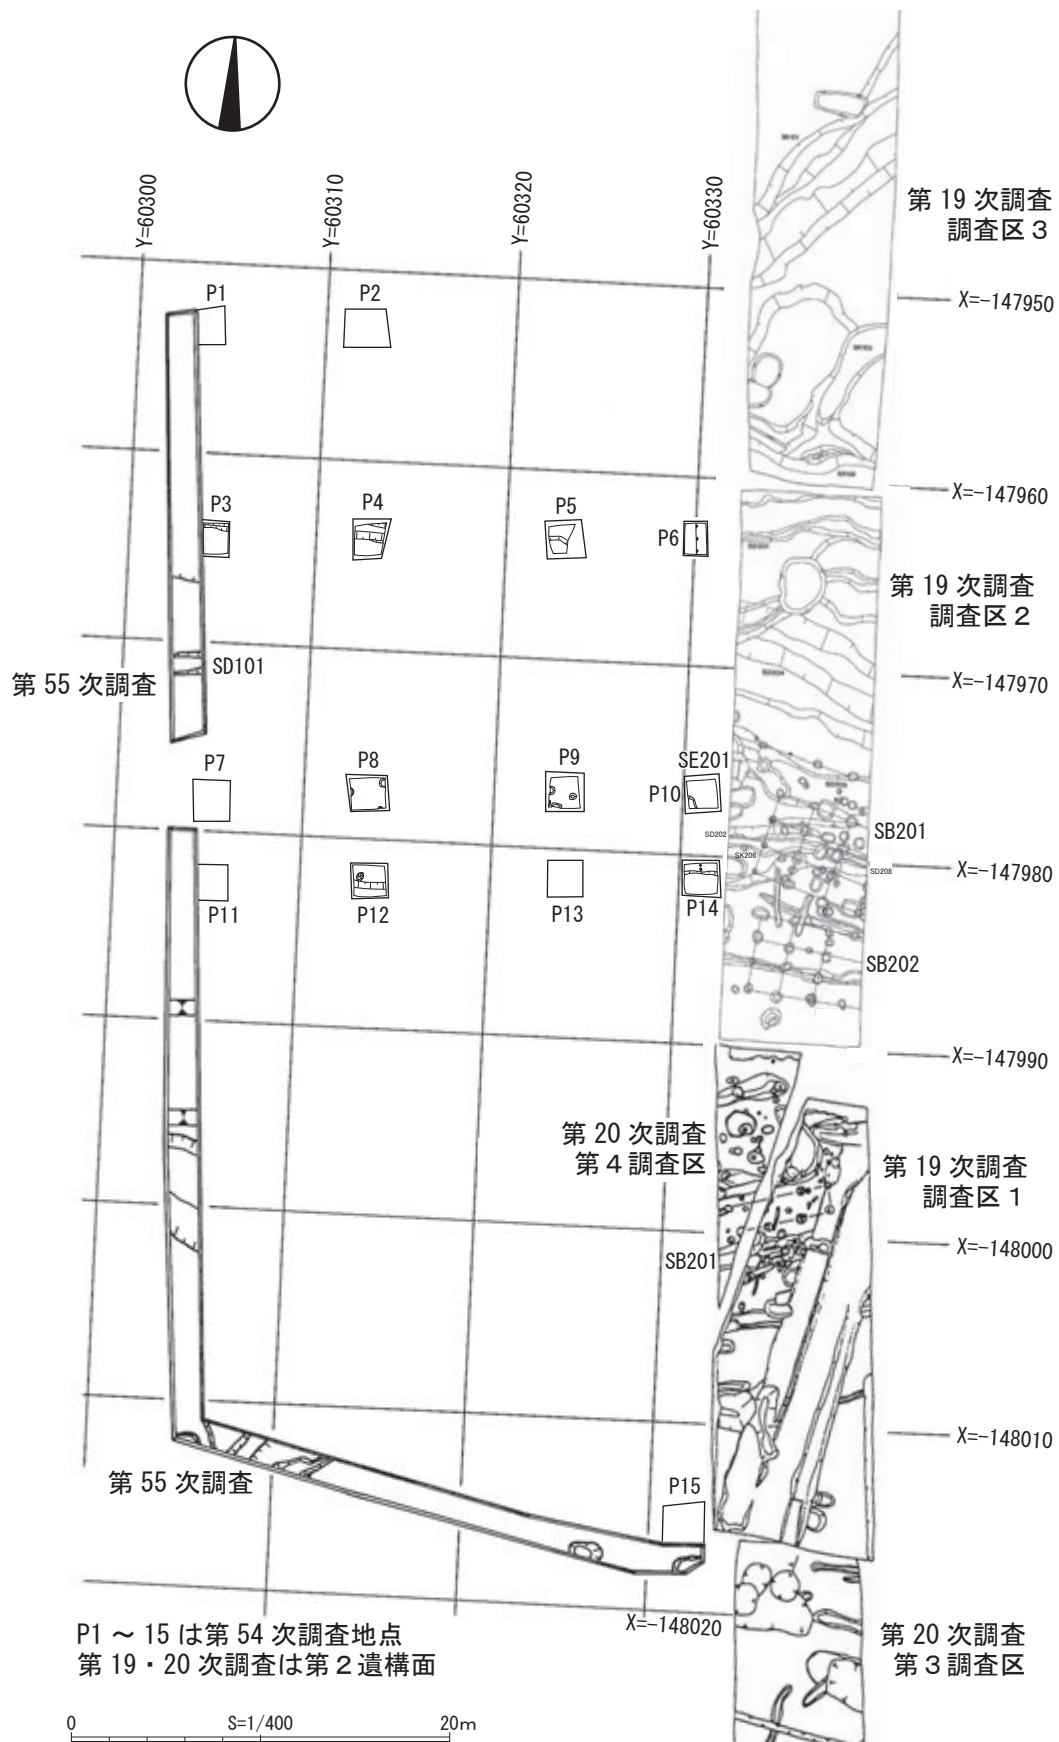 Y=60300
Y=60310
Y=60320
Y=60330
第 19 次調査
調査区 3
X=-147950
P1
P2
X=-147960
P3
P4
P5
P6
第 19 次調査
調査区 2
SD101
第 55 次調査
X=-147970
P7
P8
P9
SE201
P10
SD202
SB201
SK206
SD208
X=-147980
P11
P12
P13
P14
SB202
X=-147990
第 20 次調査
第 4 調査区
第 19 次調査
調査区 1
X=-148000
SB201
X=-148010
第 55 次調査
P15
X=-148020
P1 ～ 15 は第 54 次調査地点
第 19・20 次調査は第 2 遺構面
第 20 次調査
第 3 調査区
0 S=1/400 20m